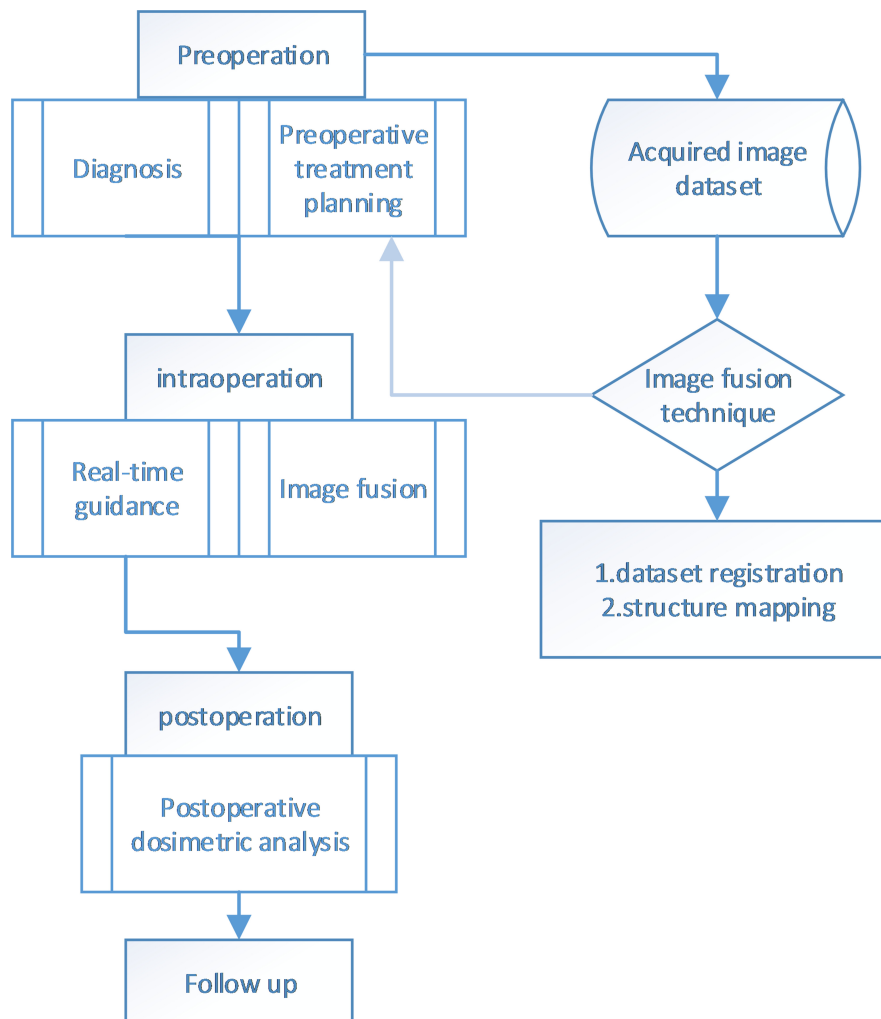 Preoperation
Diagnosis
Preoperative
treatment
planning
Acquired image
dataset
intraoperation
Image fusion
technique
Real-time
guidance
Image fusion
1.dataset registration
2.structure mapping
postoperation
Postoperative
dosimetric analysis
Follow up